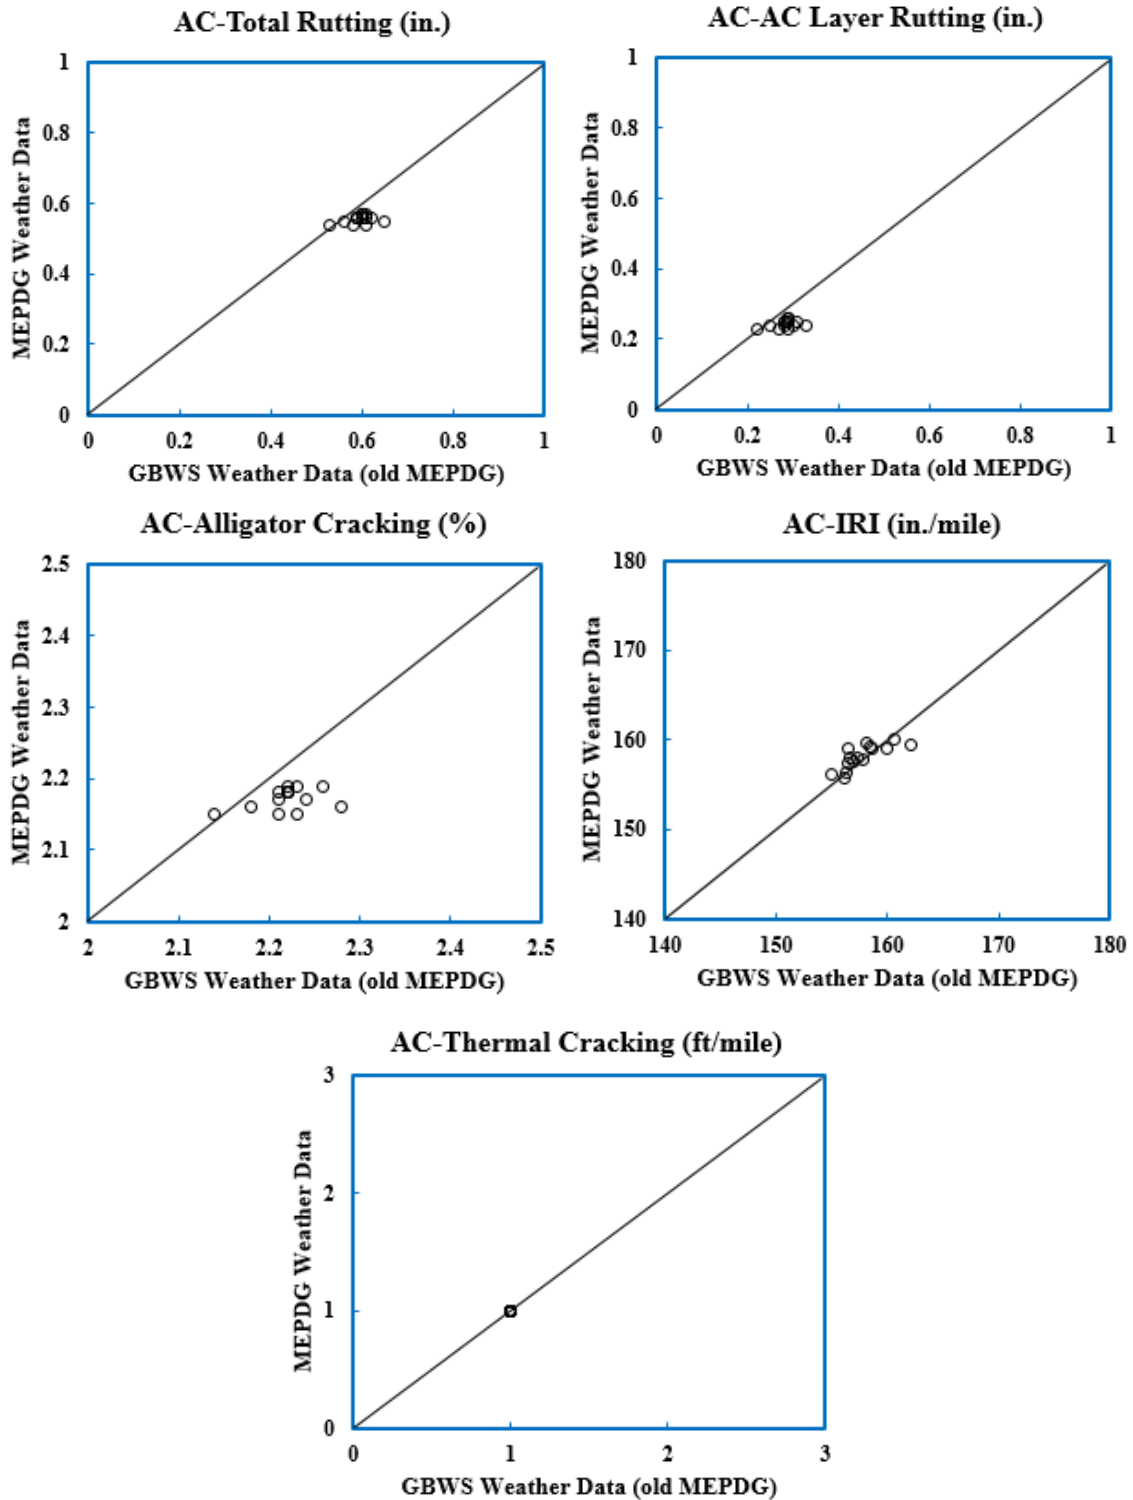 AC-Total Rutting (in.)
1
0.8
0.6
0.4
0.2
0
MEPDG Weather Data
0 0.2 0.4 0.6 0.8 1
GBWS Weather Data (old MEPDG)
AC-AC Layer Rutting (in.)
1
0.8
0.6
0.4
0.2
0
MEPDG Weather Data
0 0.2 0.4 0.6 0.8 1
GBWS Weather Data (old MEPDG)
AC-Alligator Cracking (%)
2.5
2.4
2.3
2.2
2.1
2
MEPDG Weather Data
2 2.1 2.2 2.3 2.4 2.5
GBWS Weather Data (old MEPDG)
AC-IRI (in./mile)
180
170
160
150
140
MEPDG Weather Data
140 150 160 170 180
GBWS Weather Data (old MEPDG)
AC-Thermal Cracking (ft/mile)
3
2
1
0
MEPDG Weather Data
0 1 2 3
GBWS Weather Data (old MEPDG)